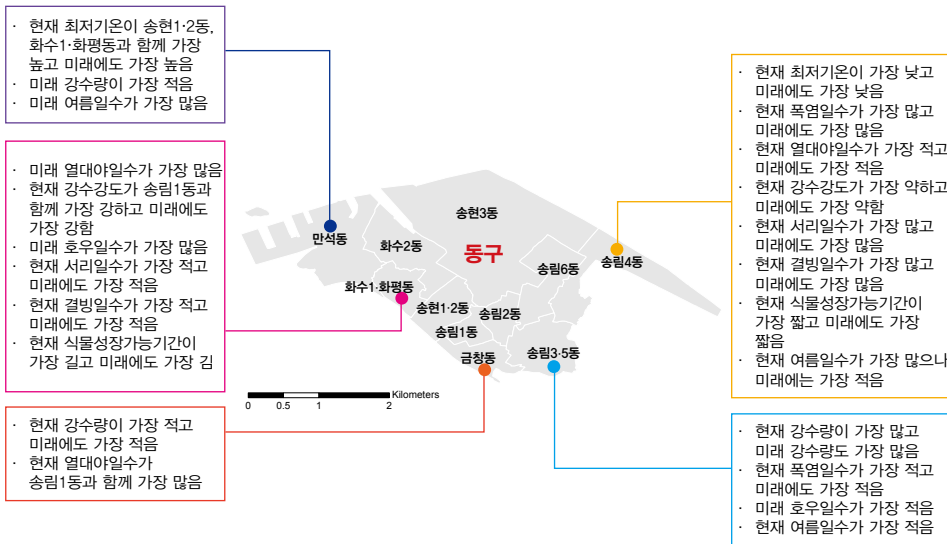 · 현재 최저기온이 송현1·2동,
화수1·화평동과 함께 가장
높고 미래에도 가장 높음
· 미래 강수량이 가장 적음
· 미래 여름일수가 가장 많음
· 미래 열대야일수가 가장 많음
· 현재 강수강도가 송림1동과
함께 가장 강하고 미래에도
가장 강함
· 미래 호우일수가 가장 많음
· 현재 서리일수가 가장 적고
미래에도 가장 적음
· 현재 결빙일수가 가장 적고
미래에도 가장 적음
· 현재 식물성장가능기간이
가장 길고 미래에도 가장 김
· 현재 강수량이 가장 적고
미래에도 가장 적음
· 현재 열대야일수가
송림1동과 함께 가장 많음
송현3동
만석동
화수2동
동구
송림4동
송림6동
화수1·화평동
송현1·2동
송림2동
송림1동
금창동
송림3·5동
Kilometers
0 0.5 1 2
· 현재 최저기온이 가장 낮고
미래에도 가장 낮음
· 현재 폭염일수가 가장 많고
미래에도 가장 많음
· 현재 열대야일수가 가장 적고
미래에도 가장 적음
· 현재 강수강도가 가장 약하고
미래에도 가장 약함
· 현재 서리일수가 가장 많고
미래에도 가장 많음
· 현재 결빙일수가 가장 많고
미래에도 가장 많음
· 현재 식물성장가능기간이
가장 짧고 미래에도 가장
짧음
· 현재 여름일수가 가장 많으나
미래에는 가장 적음
· 현재 강수량이 가장 많고
미래 강수량도 가장 많음
· 현재 폭염일수가 가장 적고
미래에도 가장 적음
· 미래 호우일수가 가장 적음
· 현재 여름일수가 가장 적음